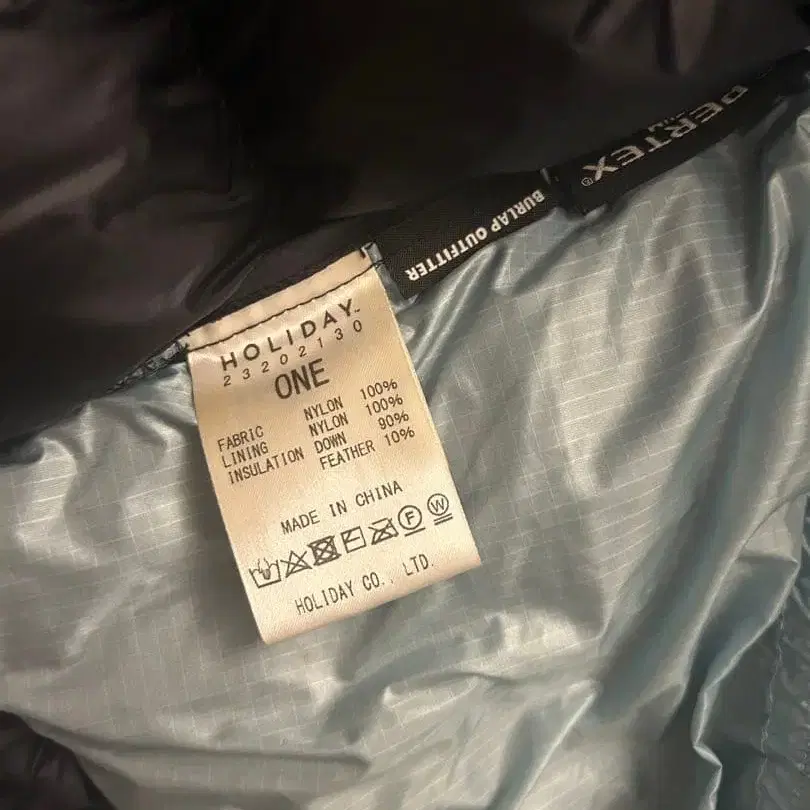 PERTEX®
BURLAP OUTFITTER
HOLIDAY™
23202130
ONE
FABRIC NYLON 100%
LINING NYLON 100%
INSULATION DOWN 90%
FEATHER 10%
MADE IN CHINA
F W
HOLIDAY CO., LTD.